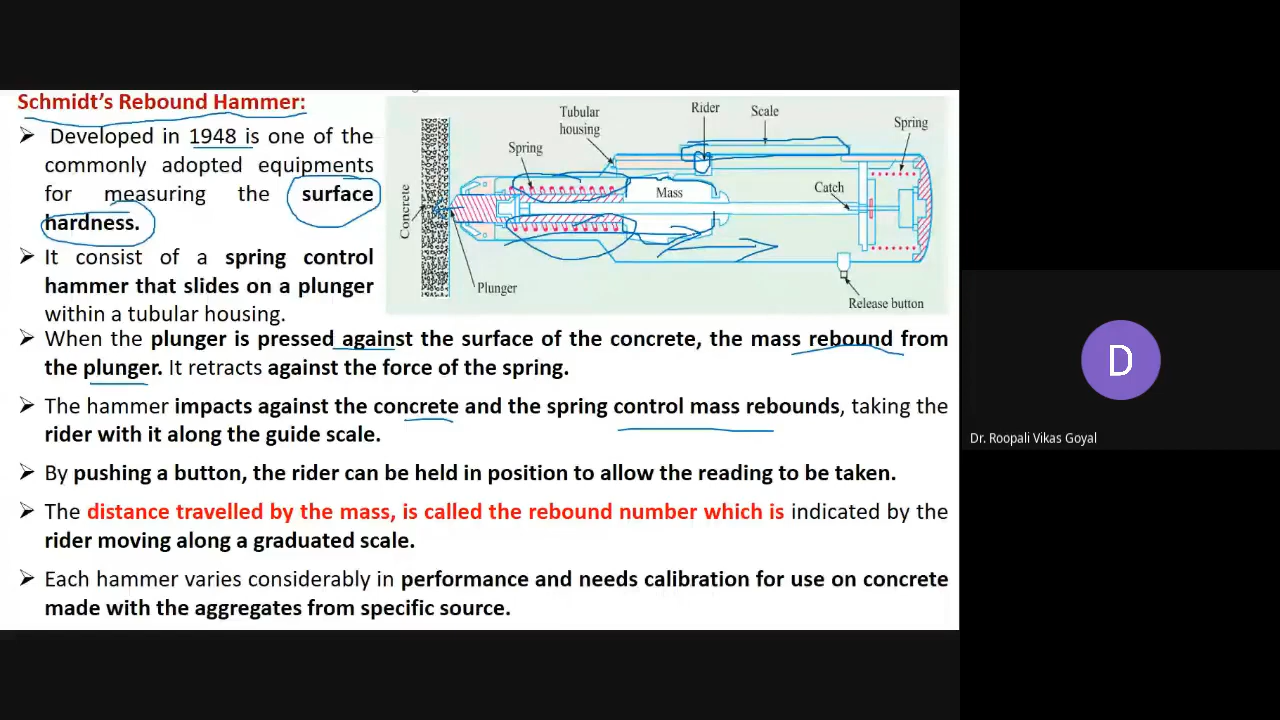 Schmidt's Rebound Hammer:
➢ Developed in 1948 is one of the
commonly adopted equipments
for measuring the surface
hardness.
➢ It consist of a spring control
hammer that slides on a plunger
within a tubular housing.
Tubular
housing
Rider
Scale
Spring
Spring
Mass
Catch
Concrete
Plunger
Release button
➢ When the plunger is pressed against the surface of the concrete, the mass rebound from
the plunger. It retracts against the force of the spring.
➢ The hammer impacts against the concrete and the spring control mass rebounds, taking the
rider with it along the guide scale.
➢ By pushing a button, the rider can be held in position to allow the reading to be taken.
➢ The distance travelled by the mass, is called the rebound number which is indicated by the
rider moving along a graduated scale.
➢ Each hammer varies considerably in performance and needs calibration for use on concrete
made with the aggregates from specific source.
D
Dr. Roopali Vikas Goyal